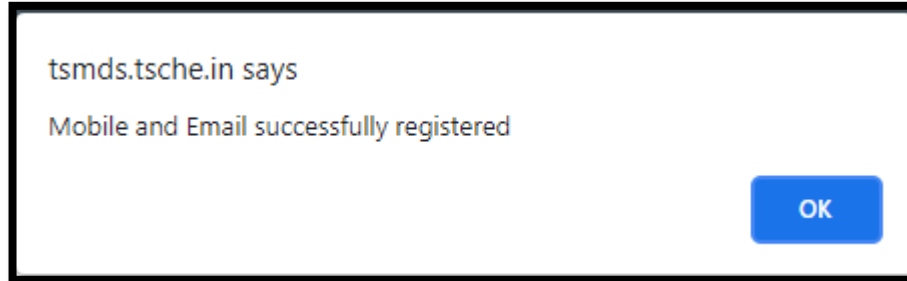 tsmds.tsche.in says
Mobile and Email successfully registered
OK